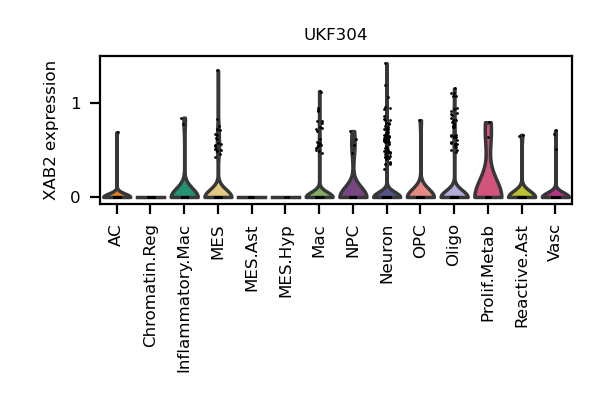 UKF304
XAB2 expression
1
0
AC
Chromatin.Reg
Inflammatory.Mac
MES
MES.Ast
MES.Hyp
Mac
NPC
Neuron
OPC
Oligo
Prolif.Metab
Reactive.Ast
Vasc